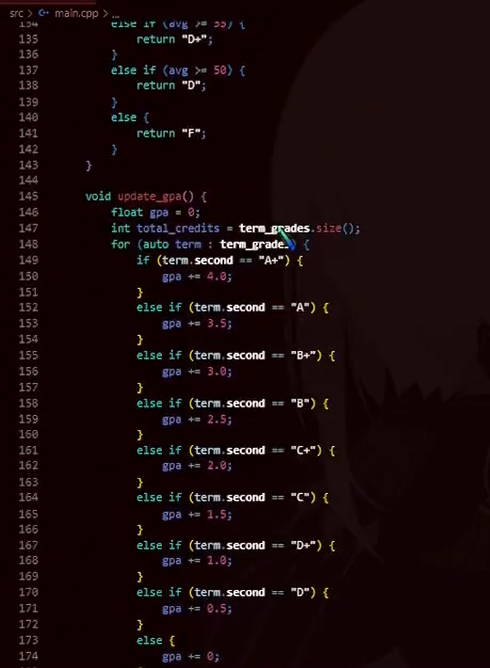 src > C++ main.cpp > ...
134 else if (avg >= 55) {
135 return "D+";
136 }
137 else if (avg >= 50) {
138 return "D";
139 }
140 else {
141 return "F";
142 }
143 }
144
145 void update_gpa() {
146 float gpa = 0;
147 int total_credits = term_grades.size();
148 for (auto term : term_grades) {
149 if (term.second == "A+") {
150 gpa += 4.0;
151 }
152 else if (term.second == "A") {
153 gpa += 3.5;
154 }
155 else if (term.second == "B+") {
156 gpa += 3.0;
157 }
158 else if (term.second == "B") {
159 gpa += 2.5;
160 }
161 else if (term.second == "C+") {
162 gpa += 2.0;
163 }
164 else if (term.second == "C") {
165 gpa += 1.5;
166 }
167 else if (term.second == "D+") {
168 gpa += 1.0;
169 }
170 else if (term.second == "D") {
171 gpa += 0.5;
172 }
173 else {
174 gpa += 0;